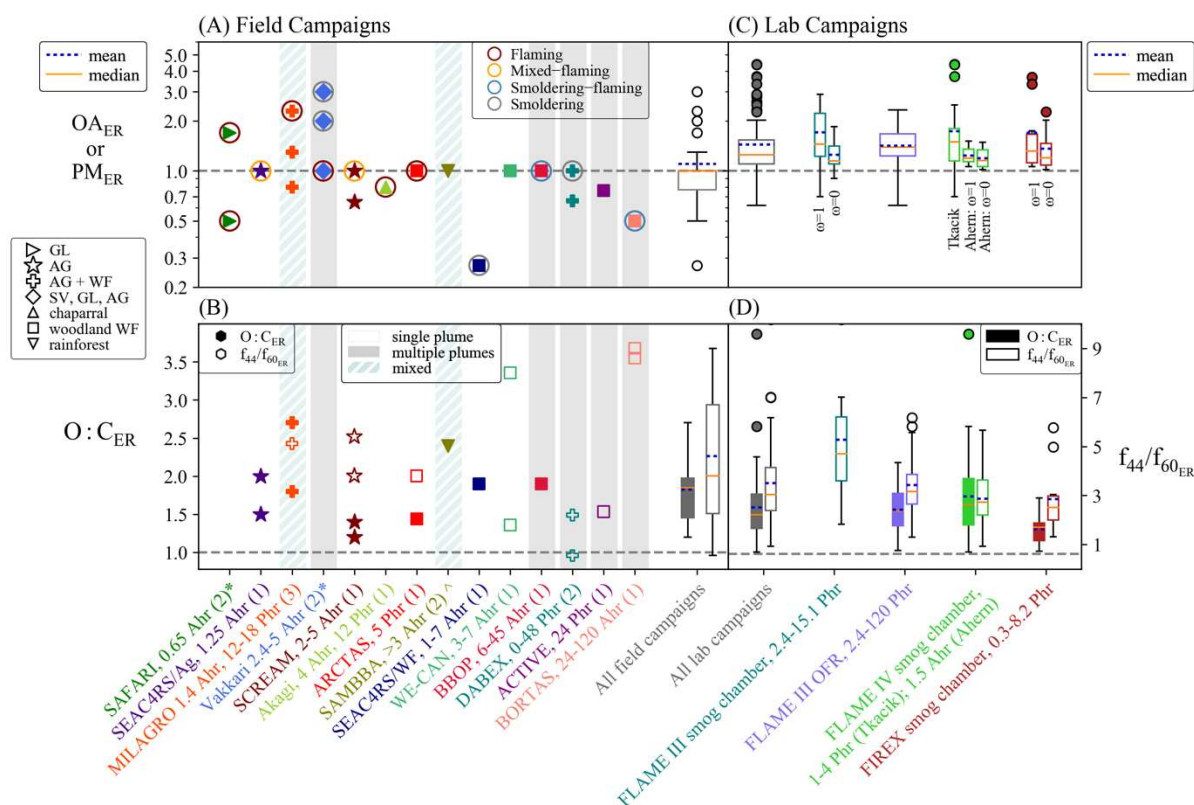 (A) Field Campaigns
(C) Lab Campaigns
mean
median
Flaming
Mixed−flaming
Smoldering−flaming
Smoldering
mean
median
OA_ER
or
PM_ER
5.0
4.0
3.0
2.0
1.0
0.7
0.5
0.3
0.2
ω=1
ω=0
Tkacik
Ahern: ω=1
Ahern: ω=0
ω=1
ω=0
GL
AG
AG + WF
SV, GL, AG
chaparral
woodland WF
rainforest
(B)
(D)
O : C_ER
f_44/f_60_ER
single plume
multiple plumes
mixed
O : C_ER
f_44/f_60_ER
O : C_ER
3.5
3.0
2.5
2.0
1.5
1.0
9
7
5
3
1
f_44/f_60_ER
SAFARI, 0.65 Ahr (2)*
SEAC4RS/Ag, 1.25 Ahr (1)
MILAGRO 1.4 Ahr, 12-18 Phr (3)
Vakkari 2.4-5 Ahr (2)*
SCREAM, 2-5 Ahr (1)
Akagi, 4 Ahr, 12 Phr (1)
ARCTAS, 5 Phr (1)
SAMBBA, >3 Ahr (2)^
SEAC4RS/WF, 1-7 Ahr (1)
WE-CAN, 3-7 Ahr (1)
BBOP, 6-45 Ahr (1)
DABEX, 0-48 Phr (2)
ACTIVE, 24 Phr (1)
BORTAS, 24-120 Ahr (1)
All field campaigns
All lab campaigns
FLAME III smog chamber, 2.4-15.1 Phr
FLAME III OFR, 2.4-120 Phr
FLAME IV smog chamber,
1-4 Phr (Tkacik); 1.5 Ahr (Ahern)
FIREX smog chamber, 0.3-8.2 Phr